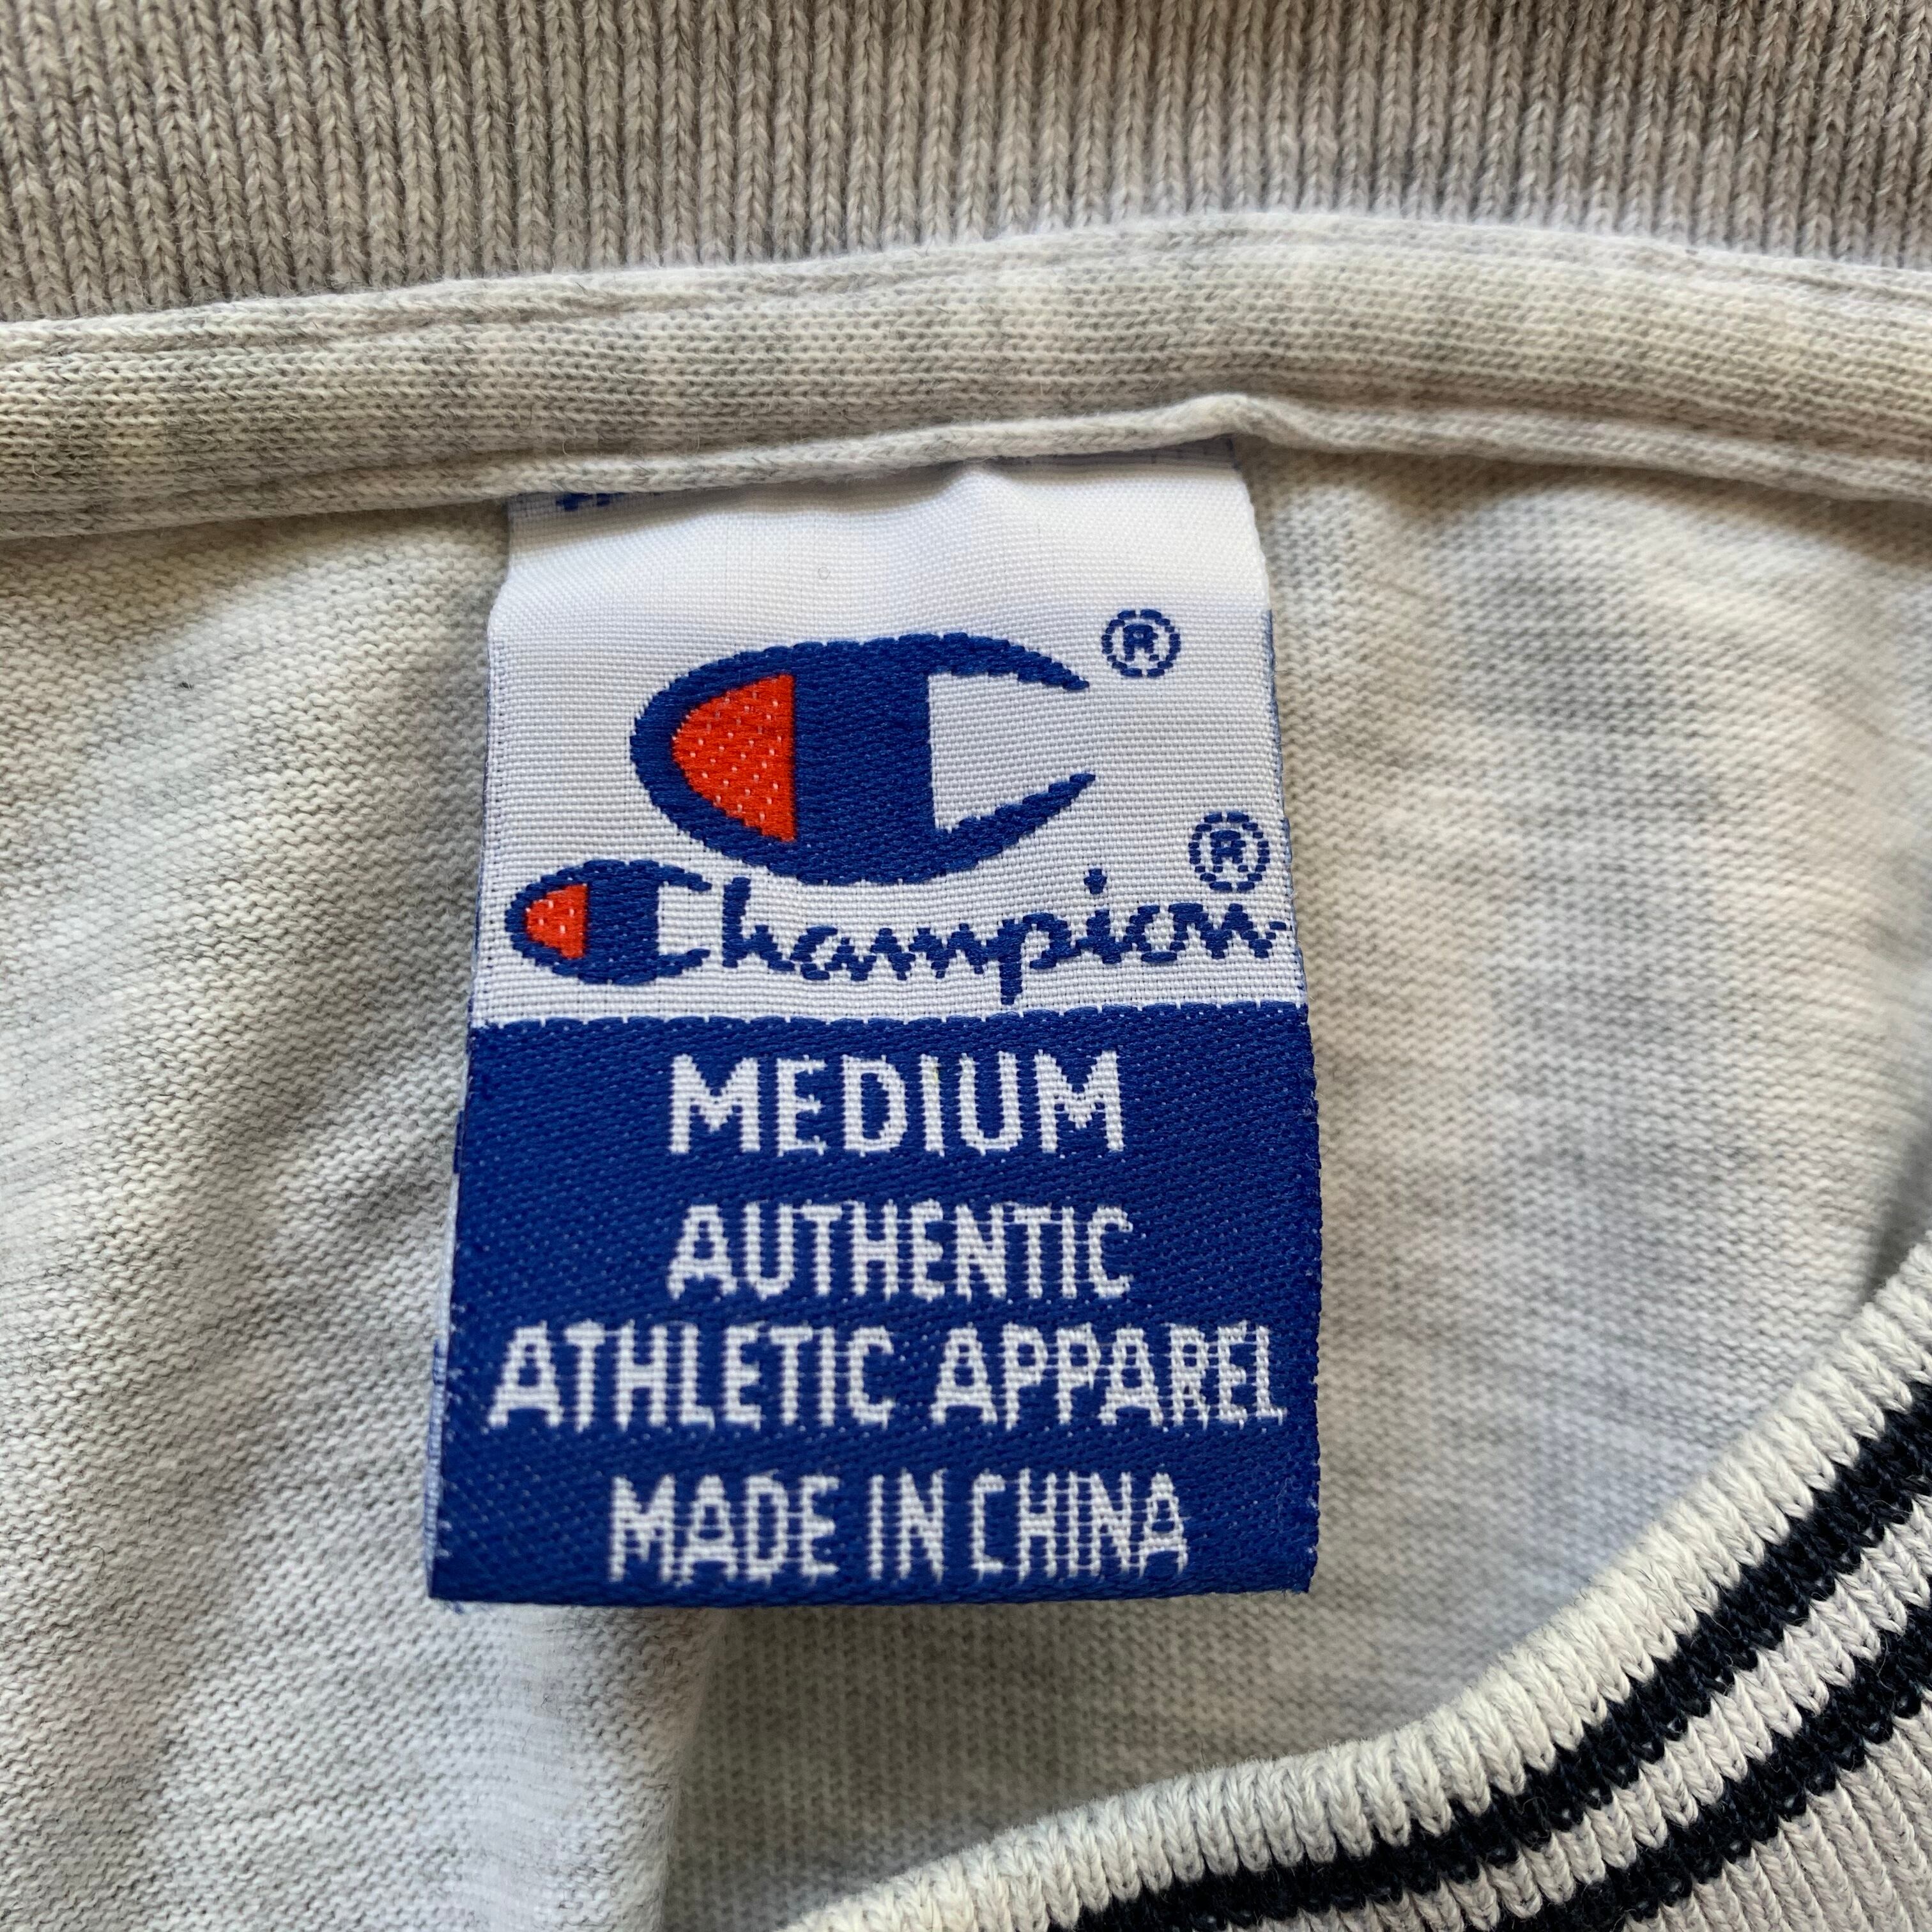 ®
Champion®
MEDIUM
AUTHENTIC
ATHLETIC APPAREL
MADE IN CHINA